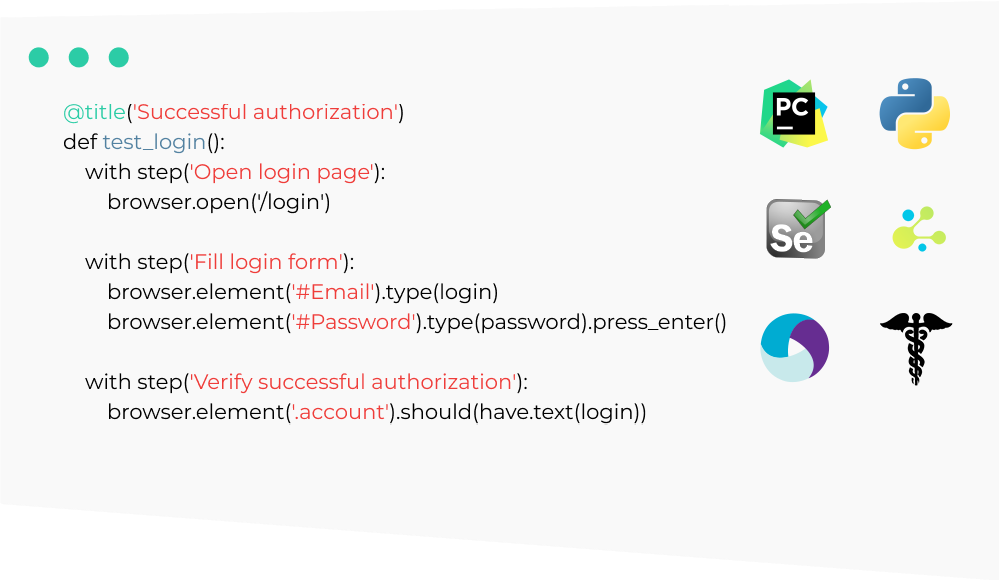 @title('Successful authorization')
def test_login():
with step('Open login page'):
browser.open('/login')
with step('Fill login form'):
browser.element('#Email').type(login)
browser.element('#Password').type(password).press_enter()
with step('Verify successful authorization'):
browser.element('.account').should(have.text(login))
PC
Se